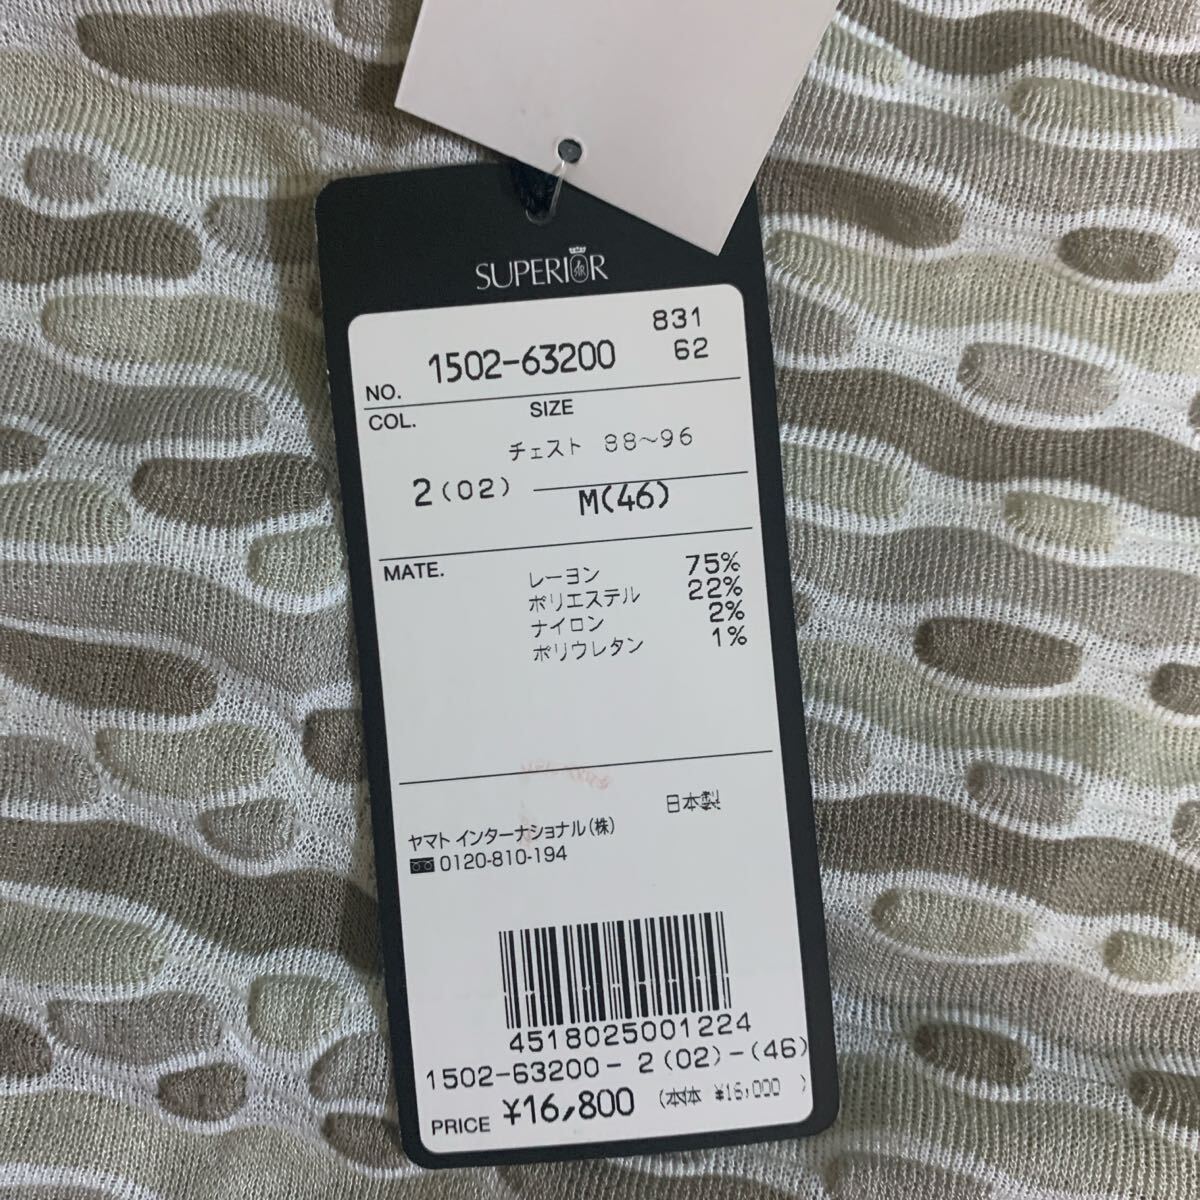 SUPERIOR
831
NO. 1502-63200 62
COL. SIZE
チェスト 88~96
2(02) M(46)
MATE. レーヨン 75%
ポリエステル 22%
ナイロン 2%
ポリウレタン 1%
日本製
ヤマト インターナショナル(株)
0120-810-194
4518025001224
1502-63200- 2(02)-(46)
PRICE ¥16,800 (本体 ¥16,000 )